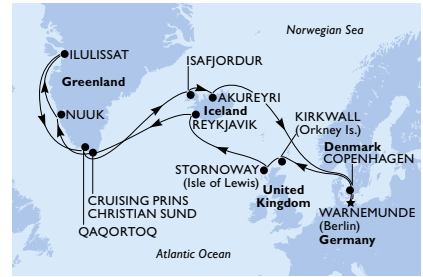 Norwegian Sea
ILULISSAT
ISAFJORDUR
Greenland
AKUREYRI
NUUK
Iceland
KIRKWALL
(Orkney Is.)
REYKJAVIK
Denmark
COPENHAGEN
STORNOWAY
(Isle of Lewis)
United
Kingdom
CRUISING PRINS
CHRISTIAN SUND
WARNEMUNDE
(Berlin)
Germany
QAQORTOQ
Atlantic Ocean